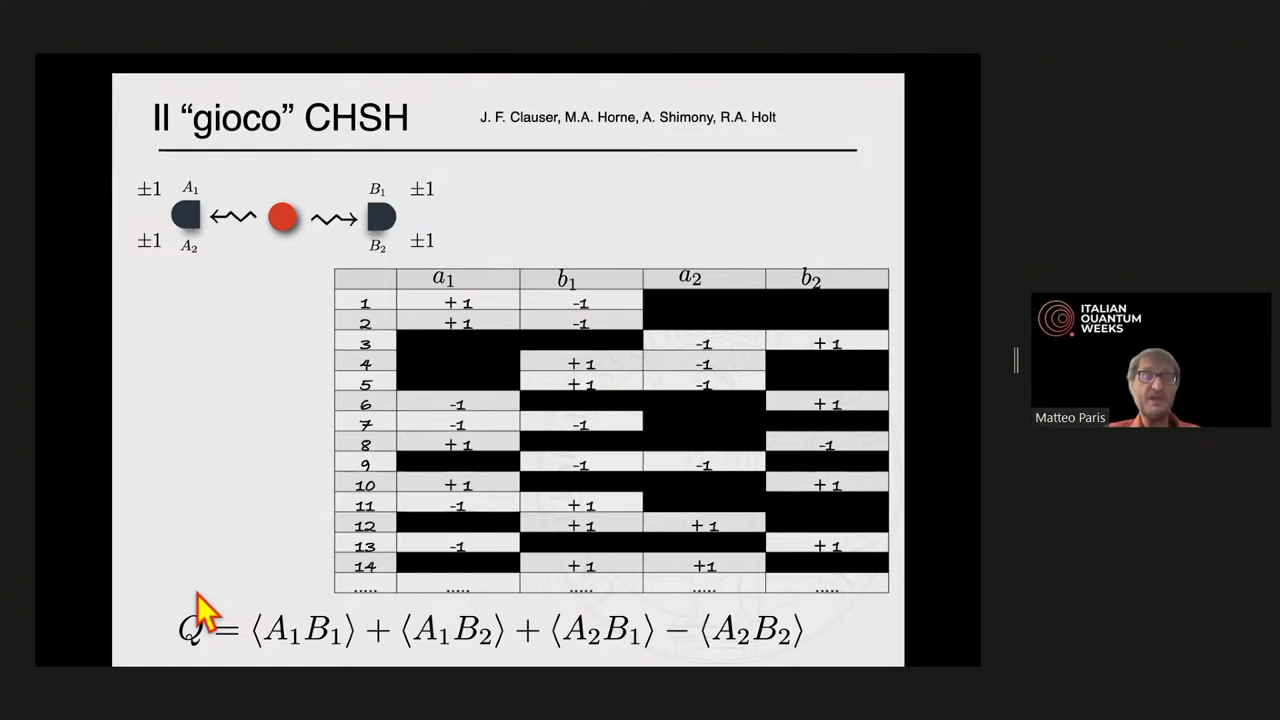 Il “gioco” CHSH
J. F. Clauser, M.A. Horne, A. Shimony, R.A. Holt
±1 A₁ B₁ ±1
±1 A₂ B₂ ±1
a₁ b₁ a₂ b₂
1 +1 -1
2 +1 -1
3 -1 +1
4 +1 -1
5 +1 -1
6 -1 +1
7 -1 -1
8 +1 -1
9 -1 -1
10 +1 +1
11 -1 +1
12 +1 +1
13 -1 +1
14 +1 +1
..... ..... ..... ..... .....
Q = ⟨A₁B₁⟩ + ⟨A₁B₂⟩ + ⟨A₂B₁⟩ − ⟨A₂B₂⟩
ITALIAN
QUANTUM
WEEKS
Matteo Paris